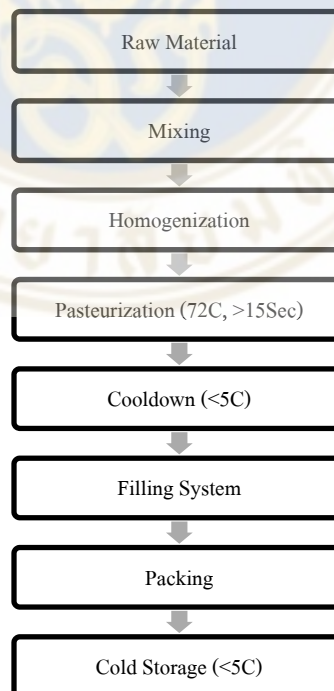 Raw Material
Mixing
Homogenization
Pasteurization (72C, >15Sec)
Cooldown (<5C)
Filling System
Packing
Cold Storage (<5C)